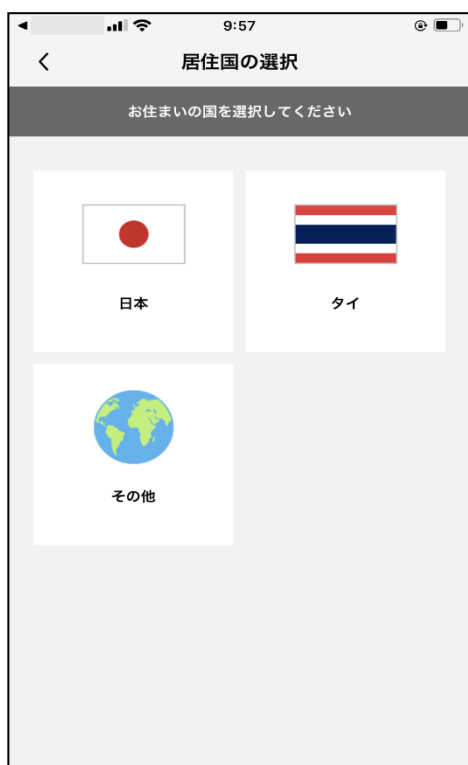 9:57
居住国の選択
お住まいの国を選択してください
日本
タイ
その他